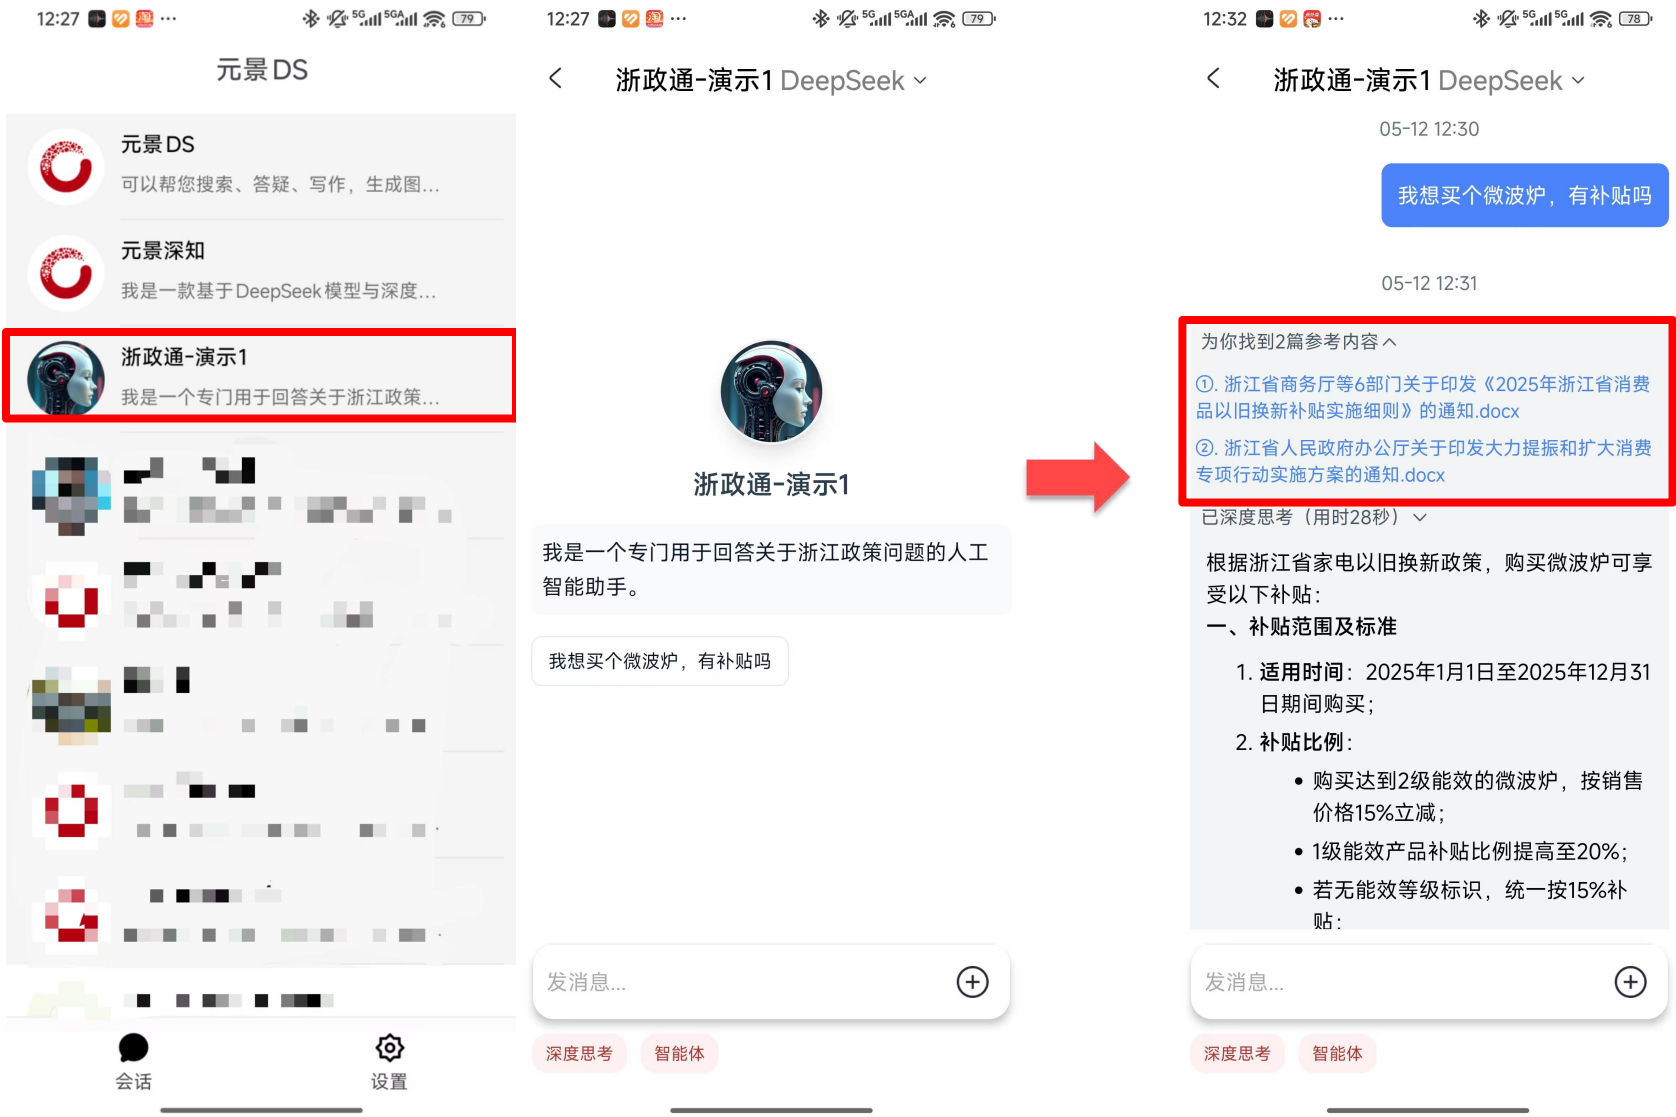 12:27
5G
5GA
79
元景DS
元景DS
可以帮您搜索、答疑、写作，生成图...
元景深知
我是一款基于DeepSeek模型与深度...
浙政通-演示1
我是一个专门用于回答关于浙江政策...
会话
设置
12:27
5G
5GA
79
浙政通-演示1 DeepSeek
浙政通-演示1
我是一个专门用于回答关于浙江政策问题的人工
智能助手。
我想买个微波炉，有补贴吗
发消息...
深度思考
智能体
12:32
5G
5G
78
浙政通-演示1 DeepSeek
05-12 12:30
我想买个微波炉，有补贴吗
05-12 12:31
为你找到2篇参考内容
①. 浙江省商务厅等6部门关于印发《2025年浙江省消费
品以旧换新补贴实施细则》的通知.docx
②. 浙江省人民政府办公厅关于印发大力提振和扩大消费
专项行动实施方案的通知.docx
已深度思考（用时28秒）
根据浙江省家电以旧换新政策，购买微波炉可享
受以下补贴：
一、补贴范围及标准
1. 适用时间：2025年1月1日至2025年12月31
日期间购买；
2. 补贴比例：
• 购买达到2级能效的微波炉，按销售
价格15%立减；
• 1级能效产品补贴比例提高至20%；
• 若无能效等级标识，统一按15%补
贴；
发消息...
深度思考
智能体